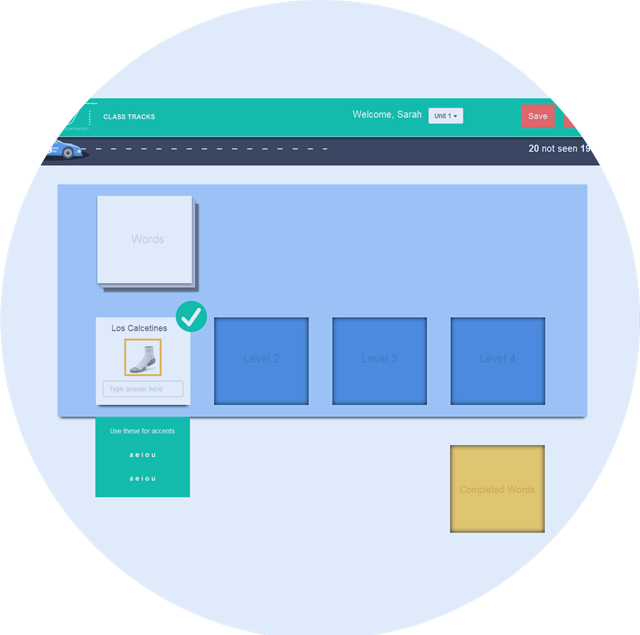 CLASS TRACKS
Welcome, Sarah
Unit 1
Save
20 not seen 19
Words
Los Calcetines
Type answer here
Level 2
Level 3
Level 4
Use these for accents
a e i o u
a e i o u
Completed Words